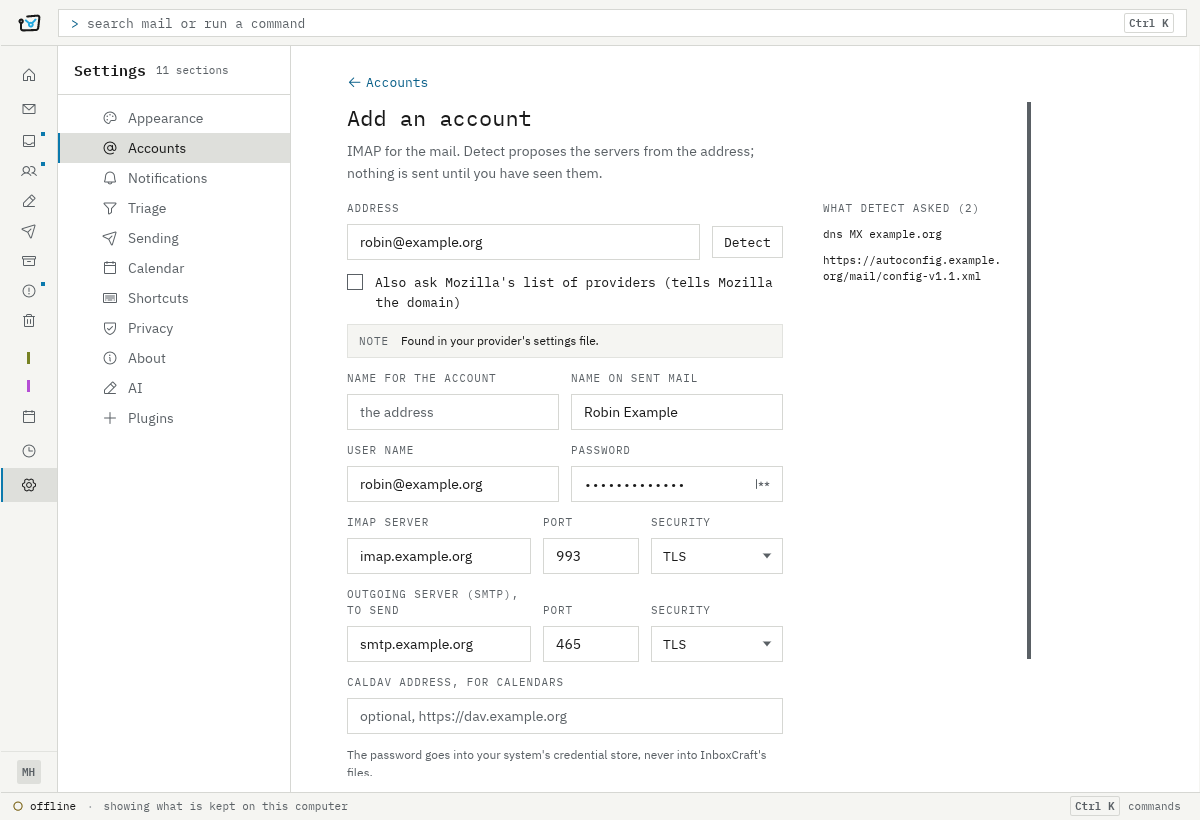 > search mail or run a command
Ctrl K
Settings 11 sections
Appearance
Accounts
Notifications
Triage
Sending
Calendar
Shortcuts
Privacy
About
AI
Plugins
MH
← Accounts
Add an account
IMAP for the mail. Detect proposes the servers from the address;
nothing is sent until you have seen them.
ADDRESS
robin@example.org
Detect
Also ask Mozilla's list of providers (tells Mozilla
the domain)
NOTE Found in your provider's settings file.
NAME FOR THE ACCOUNT
NAME ON SENT MAIL
the address
Robin Example
USER NAME
PASSWORD
robin@example.org
•••••••••••••
|**
IMAP SERVER
PORT
SECURITY
imap.example.org
993
TLS
OUTGOING SERVER (SMTP),
TO SEND
PORT
SECURITY
smtp.example.org
465
TLS
CALDAV ADDRESS, FOR CALENDARS
optional, https://dav.example.org
The password goes into your system's credential store, never into InboxCraft's
files.
WHAT DETECT ASKED (2)
dns MX example.org
https://autoconfig.example.
org/mail/config-v1.1.xml
offline · showing what is kept on this computer
Ctrl K commands